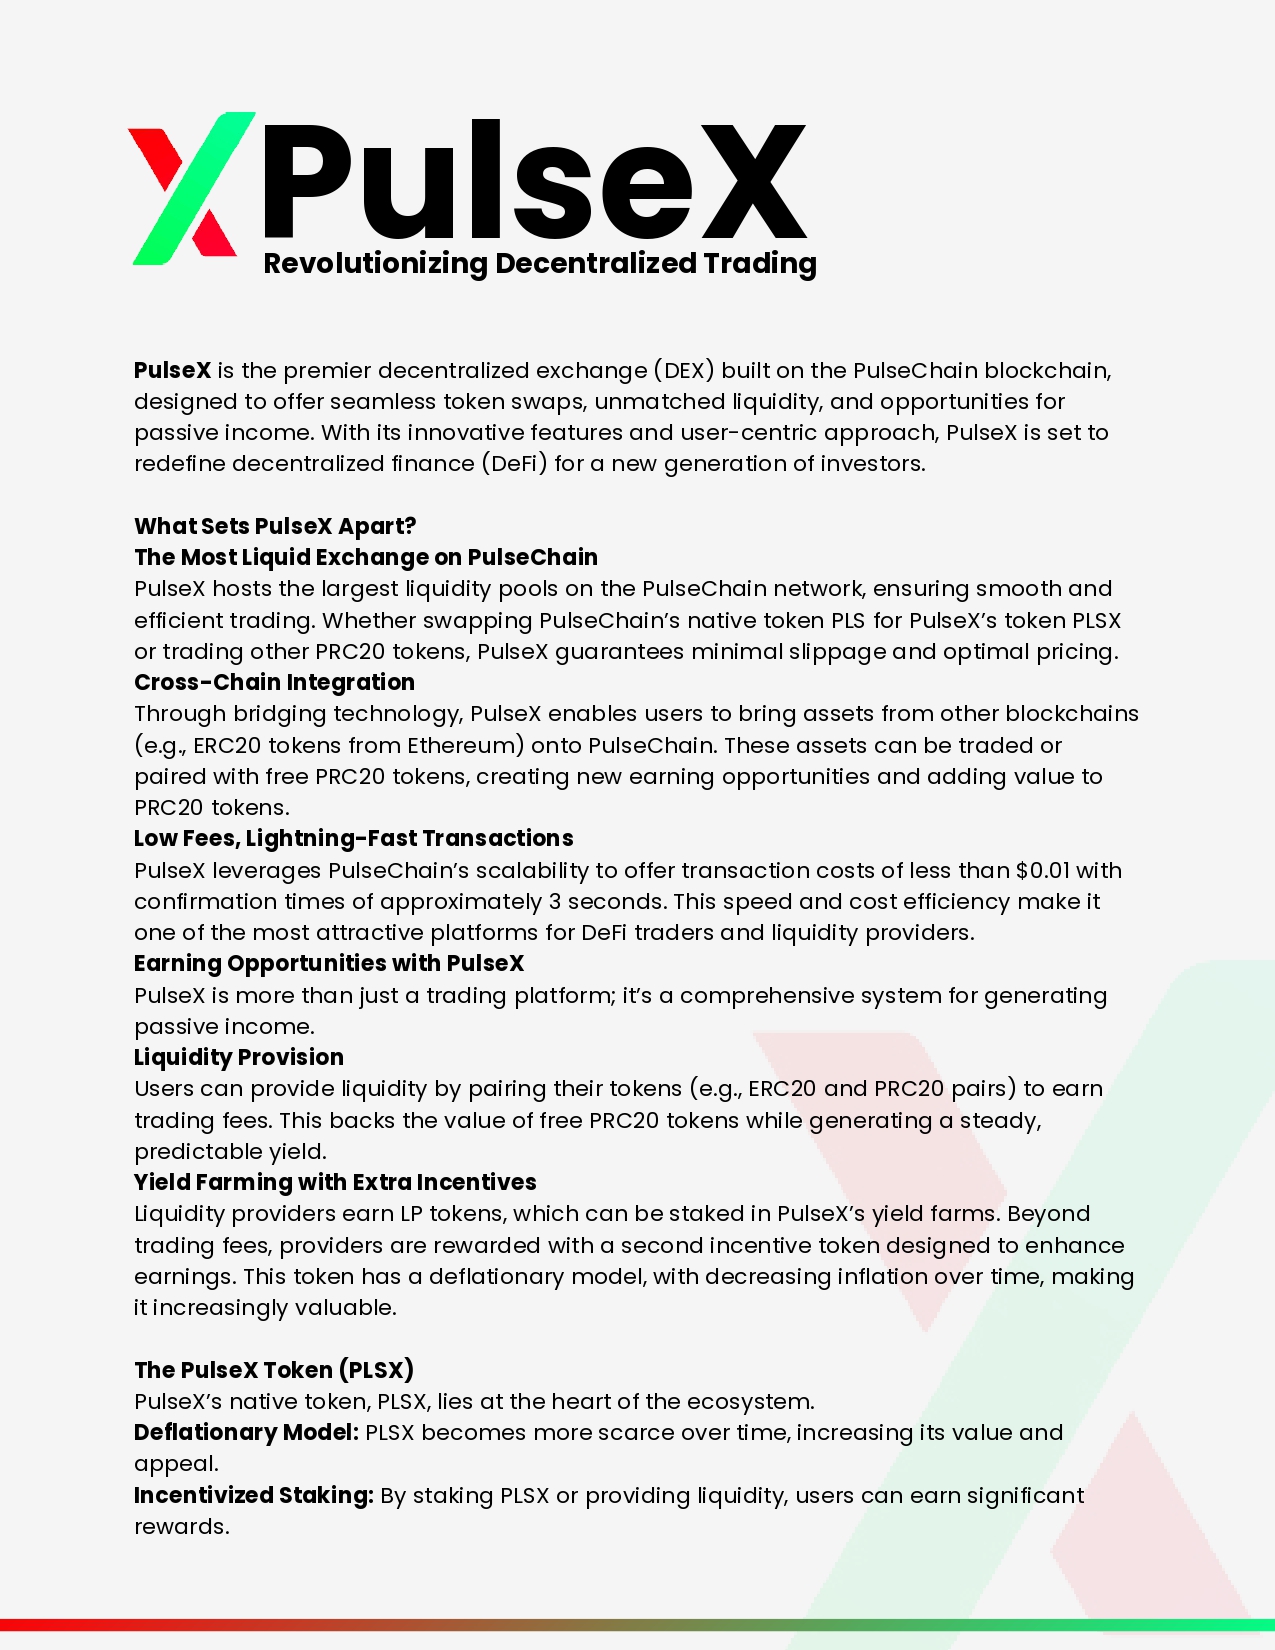 PulseX
Revolutionizing Decentralized Trading
PulseX is the premier decentralized exchange (DEX) built on the PulseChain blockchain,
designed to offer seamless token swaps, unmatched liquidity, and opportunities for
passive income. With its innovative features and user-centric approach, PulseX is set to
redefine decentralized finance (DeFi) for a new generation of investors.
What Sets PulseX Apart?
The Most Liquid Exchange on PulseChain
PulseX hosts the largest liquidity pools on the PulseChain network, ensuring smooth and
efficient trading. Whether swapping PulseChain’s native token PLS for PulseX’s token PLSX
or trading other PRC20 tokens, PulseX guarantees minimal slippage and optimal pricing.
Cross-Chain Integration
Through bridging technology, PulseX enables users to bring assets from other blockchains
(e.g., ERC20 tokens from Ethereum) onto PulseChain. These assets can be traded or
paired with free PRC20 tokens, creating new earning opportunities and adding value to
PRC20 tokens.
Low Fees, Lightning-Fast Transactions
PulseX leverages PulseChain’s scalability to offer transaction costs of less than $0.01 with
confirmation times of approximately 3 seconds. This speed and cost efficiency make it
one of the most attractive platforms for DeFi traders and liquidity providers.
Earning Opportunities with PulseX
PulseX is more than just a trading platform; it’s a comprehensive system for generating
passive income.
Liquidity Provision
Users can provide liquidity by pairing their tokens (e.g., ERC20 and PRC20 pairs) to earn
trading fees. This backs the value of free PRC20 tokens while generating a steady,
predictable yield.
Yield Farming with Extra Incentives
Liquidity providers earn LP tokens, which can be staked in PulseX’s yield farms. Beyond
trading fees, providers are rewarded with a second incentive token designed to enhance
earnings. This token has a deflationary model, with decreasing inflation over time, making
it increasingly valuable.
The PulseX Token (PLSX)
PulseX’s native token, PLSX, lies at the heart of the ecosystem.
Deflationary Model: PLSX becomes more scarce over time, increasing its value and
appeal.
Incentivized Staking: By staking PLSX or providing liquidity, users can earn significant
rewards.